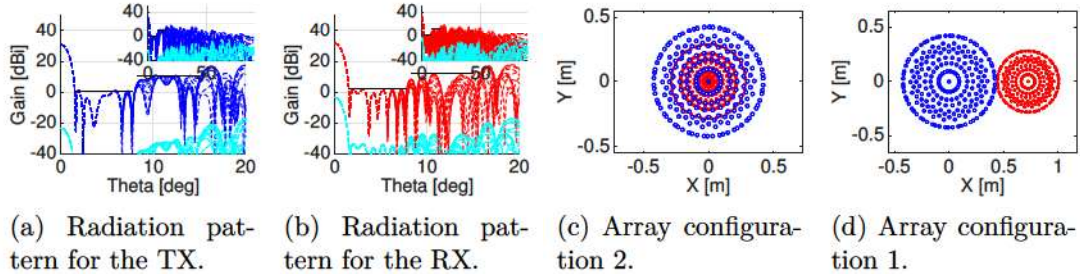 40
0
-40
0 50
40
20
0
-20
-40
Gain [dBi]
0 10 20
Theta [deg]
40
0
-40
0 50
40
20
0
-20
-40
Gain [dBi]
0 10 20
Theta [deg]
0.5
0
-0.5
Y [m]
-0.5 0 0.5
X [m]
0.5
0
-0.5
Y [m]
-0.5 0 0.5 1
X [m]
(a) Radiation pat-
tern for the TX.
(b) Radiation pat-
tern for the RX.
(c) Array configura-
tion 2.
(d) Array configura-
tion 1.